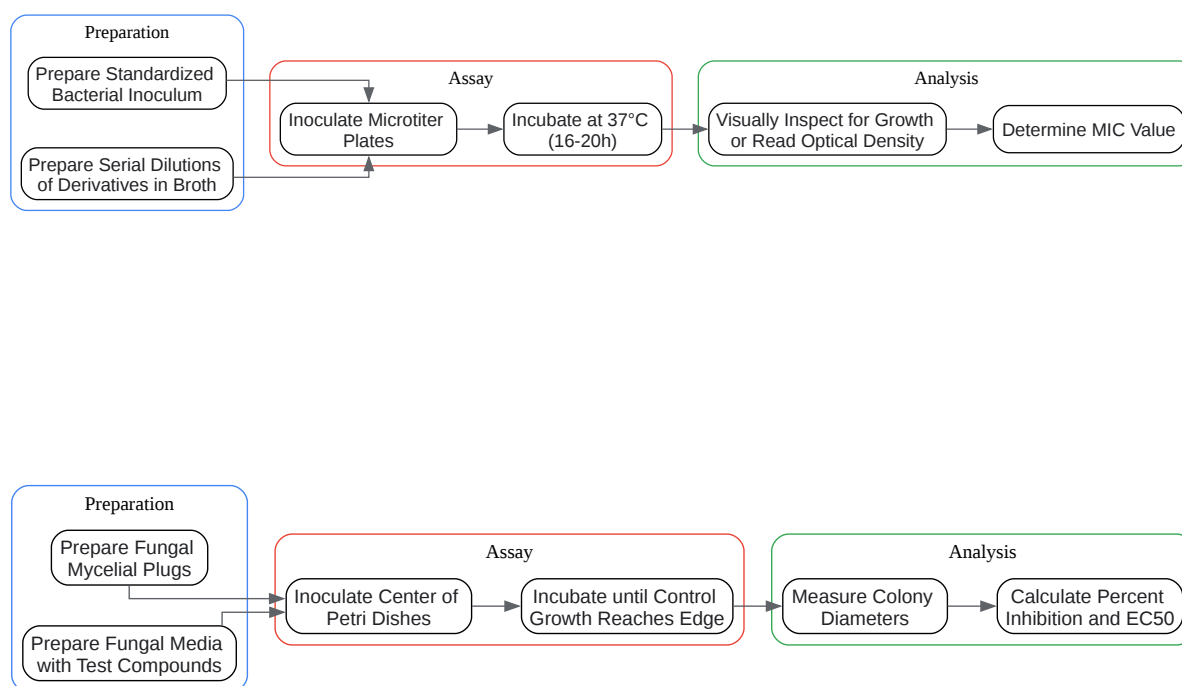 Preparation
Prepare Standardized
Bacterial Inoculum
Prepare Serial Dilutions
of Derivatives in Broth
Assay
Inoculate Microtiter
Plates
Incubate at 37°C
(16-20h)
Analysis
Visually Inspect for Growth
or Read Optical Density
Determine MIC Value
Preparation
Prepare Fungal
Mycelial Plugs
Prepare Fungal Media
with Test Compounds
Assay
Inoculate Center of
Petri Dishes
Incubate until Control
Growth Reaches Edge
Analysis
Measure Colony
Diameters
Calculate Percent
Inhibition and EC50